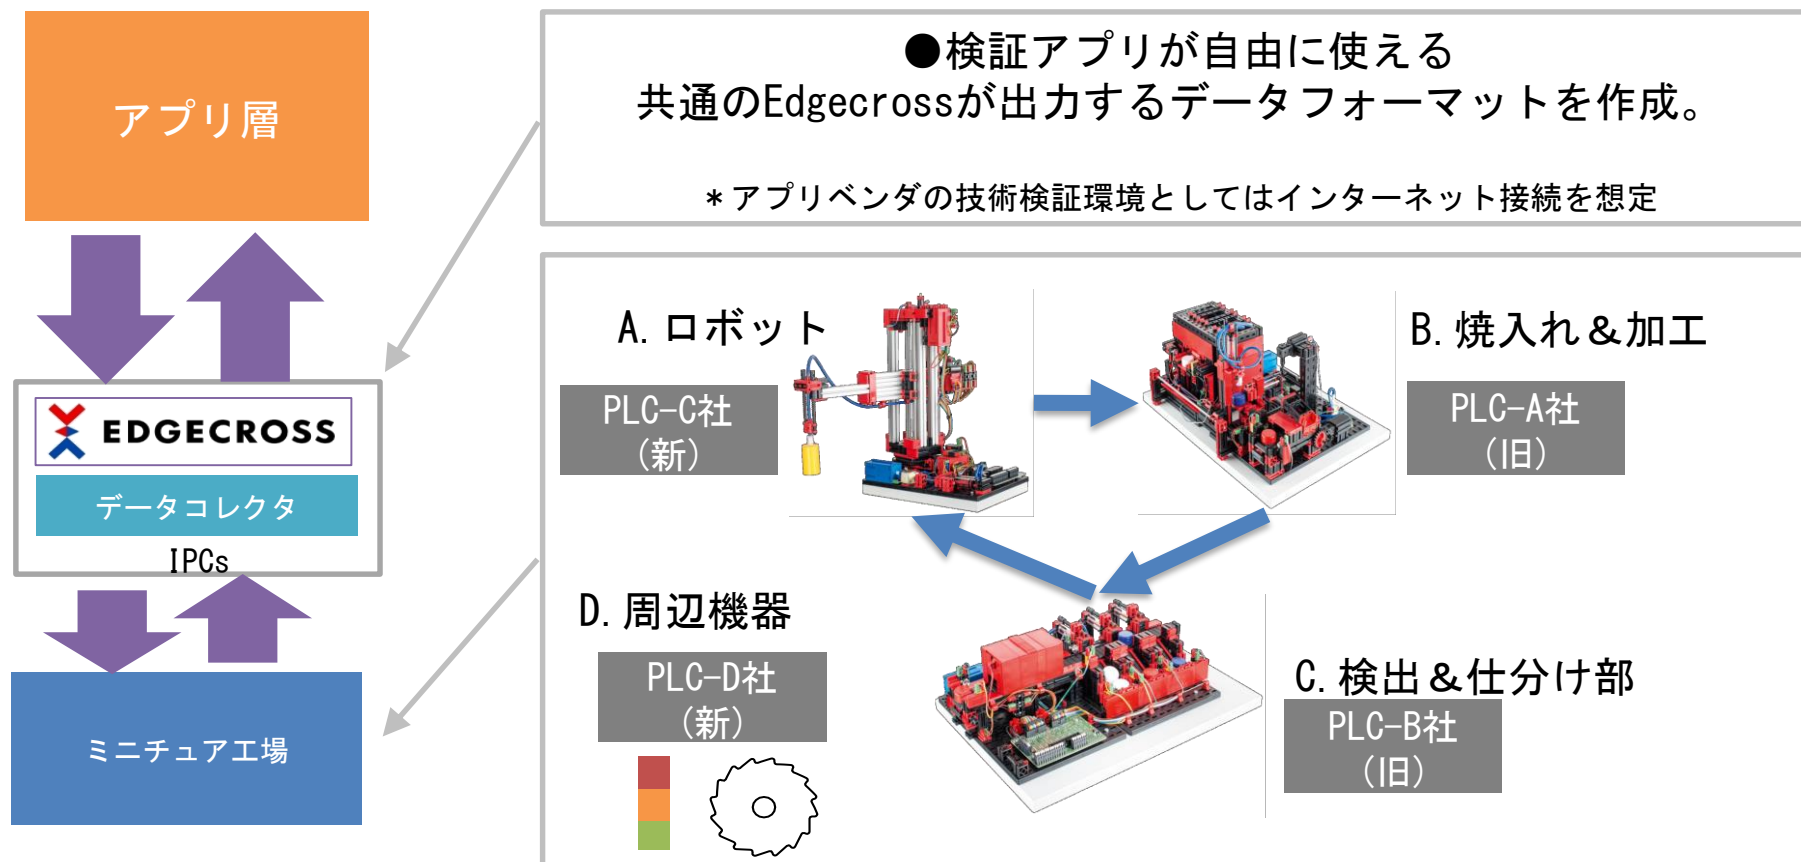 アプリ層
●検証アプリが自由に使える
共通のEdgecrossが出力するデータフォーマットを作成。
＊アプリベンダの技術検証環境としてはインターネット接続を想定
EDGECROSS
データコレクタ
IPCs
ミニチュア工場
A.ロボット
PLC-C社
(新)
B.焼入れ＆加工
PLC-A社
(旧)
D.周辺機器
PLC-D社
(新)
C.検出＆仕分け部
PLC-B社
(旧)